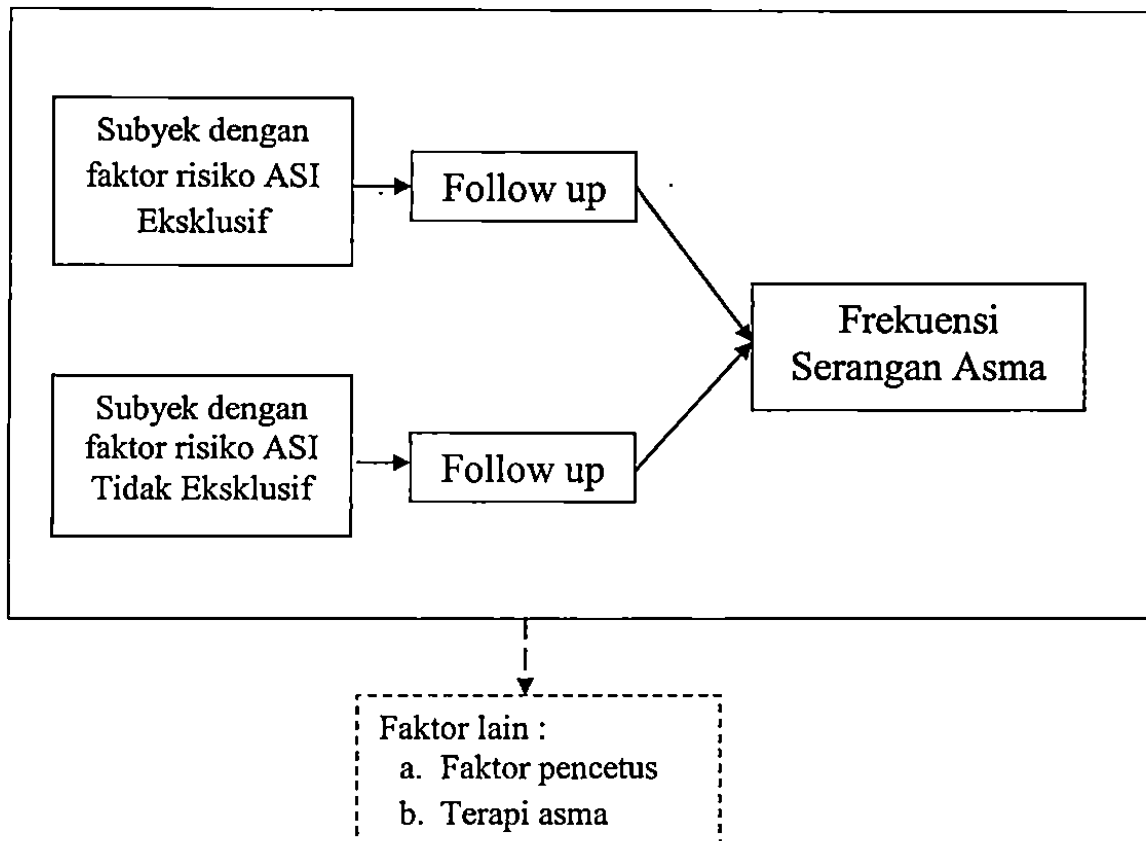 Subyek dengan
faktor risiko ASI
Eksklusif
Follow up
Subyek dengan
faktor risiko ASI
Tidak Eksklusif
Follow up
Frekuensi
Serangan Asma
Faktor lain :
a. Faktor pencetus
b. Terapi asma